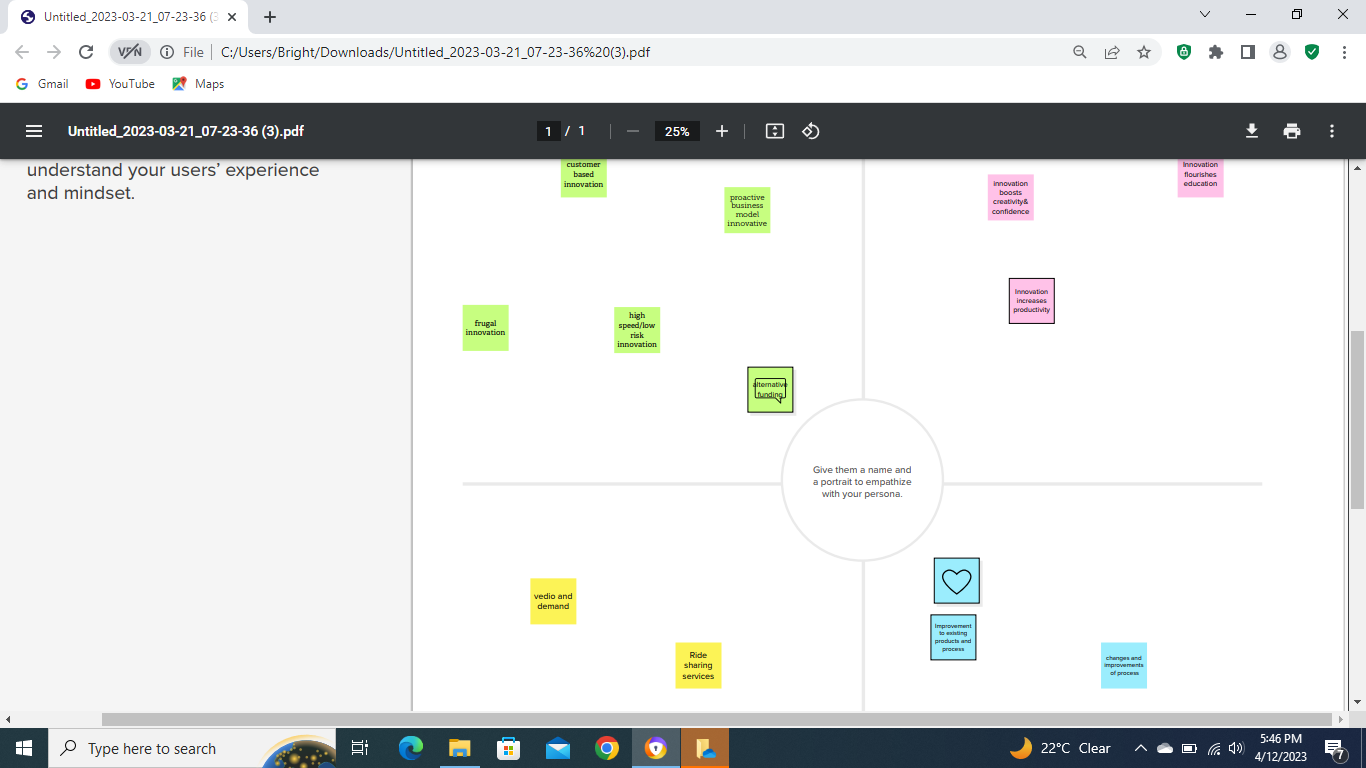 Untitled_2023-03-21_07-23-36 (3
File
C:/Users/Bright/Downloads/Untitled_2023-03-21_07-23-36%20(3).pdf
Gmail
YouTube
Maps
Untitled_2023-03-21_07-23-36 (3).pdf
1 / 1
25%
understand your users’ experience
and mindset.
customer
based
innovation
proactive
business
model
innovative
innovation
boosts
creativity&
confidence
Innovation
flourishes
education
frugal
innovation
high
speed/low
risk
innovation
Innovation
increases
productivity
alternative
funding
Give them a name and
a portrait to empathize
with your persona.
vedio and
demand
Ride
sharing
services
Improvement
to existing
products and
process
changes and
improvements
of process
Type here to search
22°C Clear
5:46 PM
4/12/2023
7